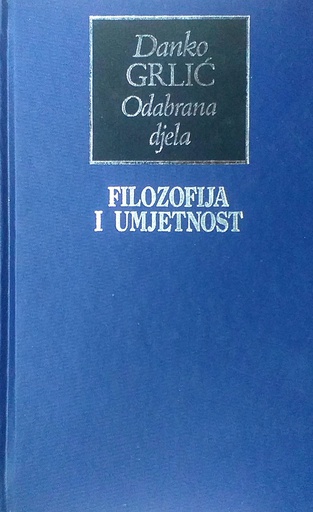 Danko
GRLIĆ
Odabrana
djela
FILOZOFIJA
I UMJETNOST